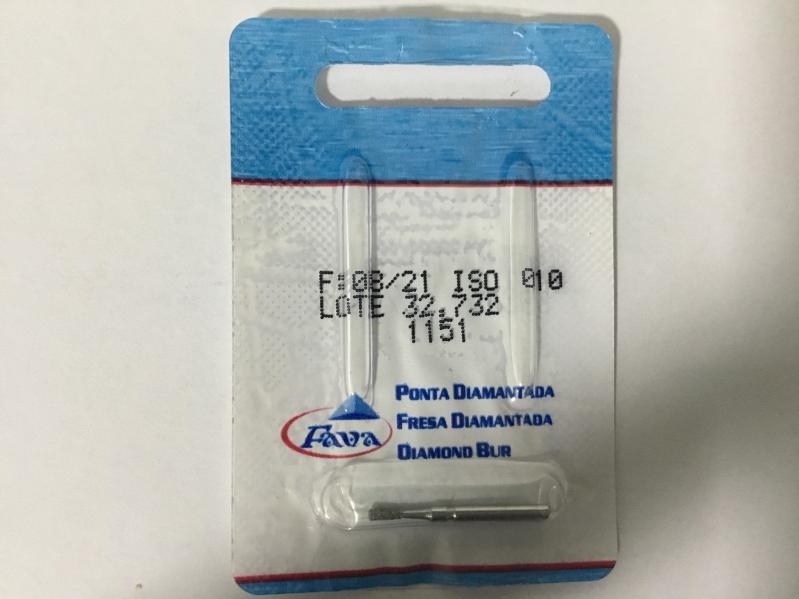 F:08/21 ISO 010
LOTE 32,732
1151
PONTA DIAMANTADA
FRESA DIAMANTADA
DIAMOND BUR
Fava